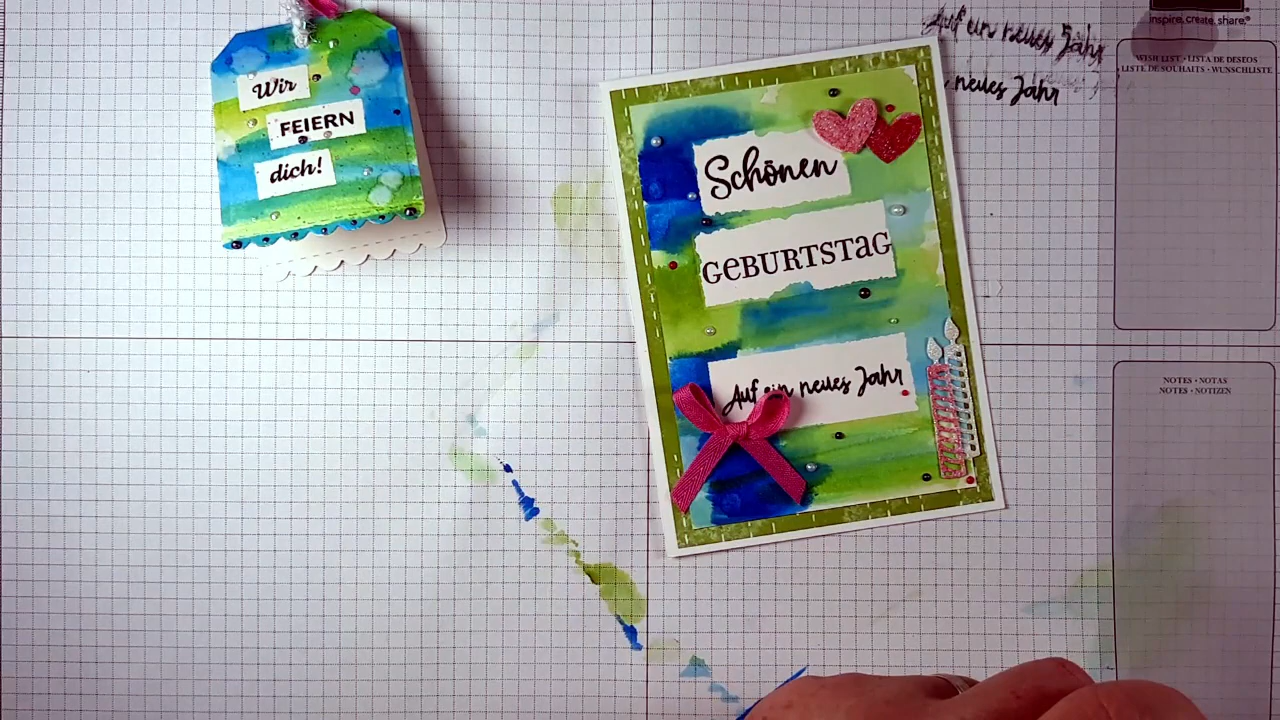 Wir
FEIERN
dich!
Schönen
GeBURTSTaG
Auf ein neues Jahr
Auf ein neues Jahr
neues Jahr
inspire. create. share.®
WISH LIST • LISTA DE DESEOS
LISTE DE SOUHAITS • WUNSCHLISTE
NOTES • NOTAS
NOTES • NOTIZEN